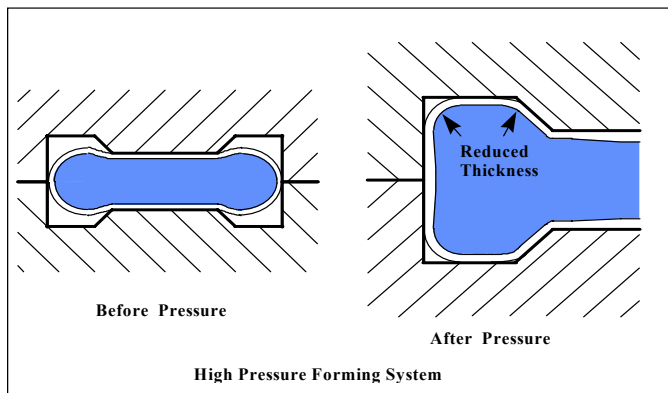 Reduced
Thickness
Before Pressure
After Pressure
High Pressure Forming System